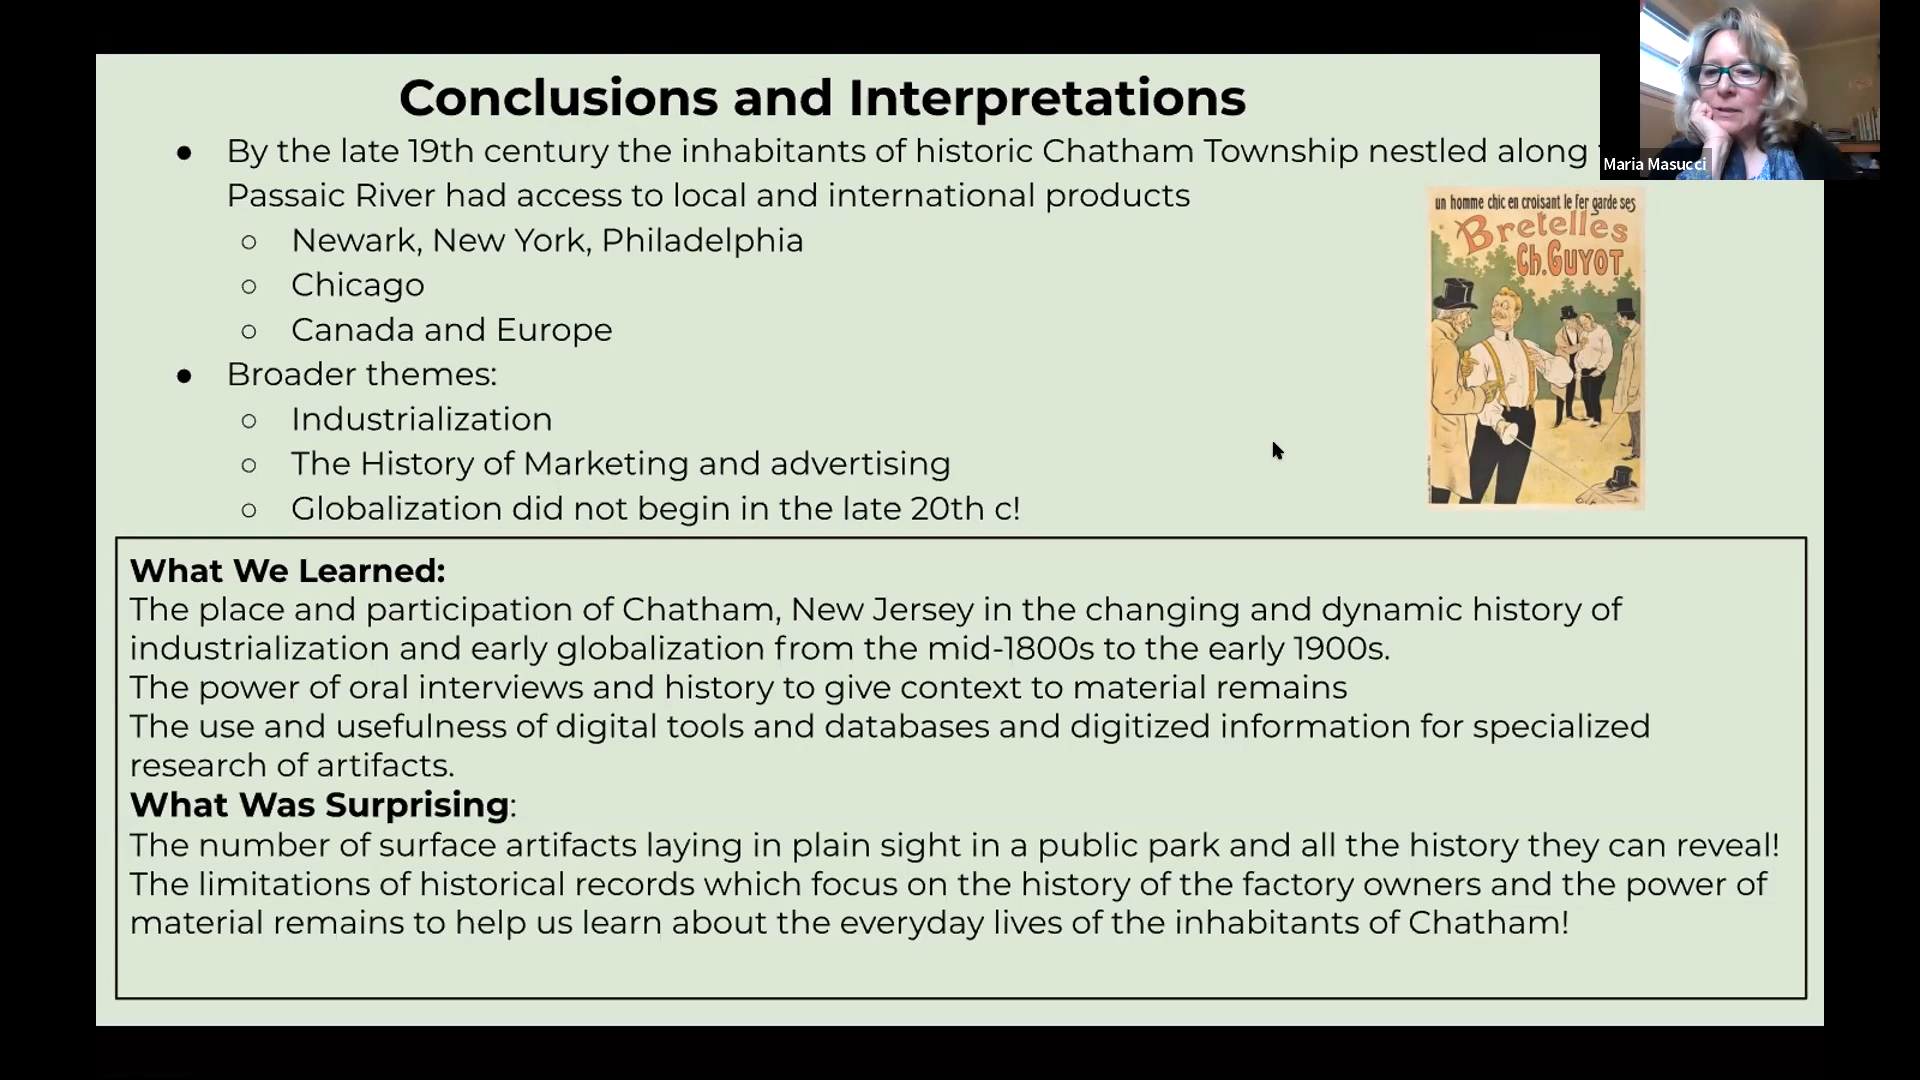 Conclusions and Interpretations
● By the late 19th century the inhabitants of historic Chatham Township nestled along
Passaic River had access to local and international products
○ Newark, New York, Philadelphia
○ Chicago
○ Canada and Europe
● Broader themes:
○ Industrialization
○ The History of Marketing and advertising
○ Globalization did not begin in the late 20th c!
Maria Masucci
un homme chic en croisant le fer garde ses
Bretelles
Ch. GUYOT
What We Learned:
The place and participation of Chatham, New Jersey in the changing and dynamic history of
industrialization and early globalization from the mid-1800s to the early 1900s.
The power of oral interviews and history to give context to material remains
The use and usefulness of digital tools and databases and digitized information for specialized
research of artifacts.
What Was Surprising:
The number of surface artifacts laying in plain sight in a public park and all the history they can reveal!
The limitations of historical records which focus on the history of the factory owners and the power of
material remains to help us learn about the everyday lives of the inhabitants of Chatham!